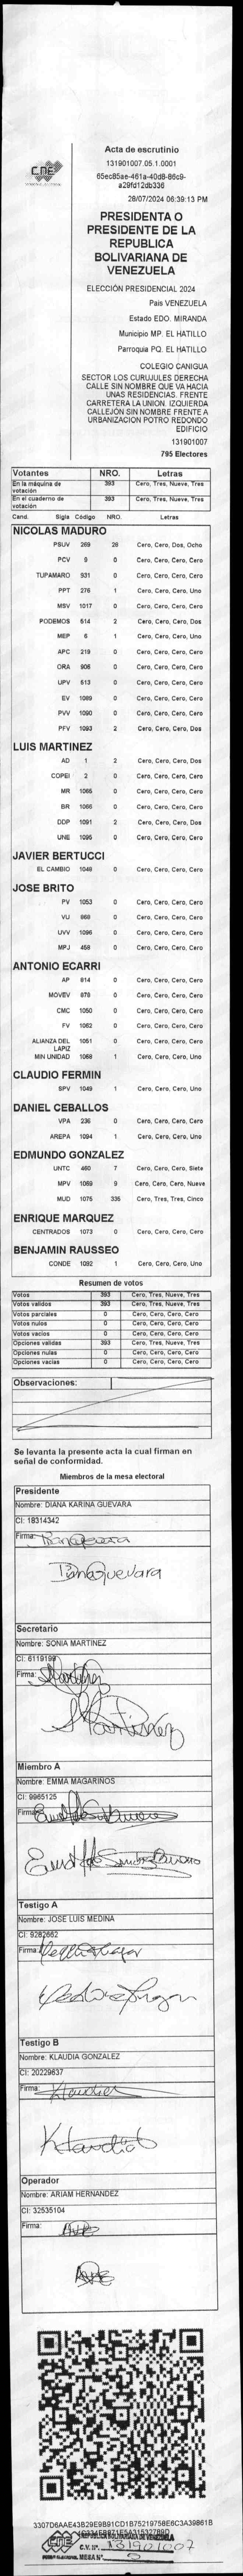 CNE
Acta de escrutinio
131901007.05.1.0001
65ec85ae-461a-40d8-86c9-
a29fd12db336
28/07/2024 06:39:13 PM
PRESIDENTA O
PRESIDENTE DE LA
REPUBLICA
BOLIVARIANA DE
VENEZUELA
ELECCIÓN PRESIDENCIAL 2024
Pais VENEZUELA
Estado EDO. MIRANDA
Municipio MP. EL HATILLO
Parroquia PQ. EL HATILLO
COLEGIO CANIGUA
SECTOR LOS CURUJULES DERECHA
CALLE SIN NOMBRE QUE VA HACIA
UNAS RESIDENCIAS. FRENTE
CARRETERA LA UNION. IZQUIERDA
CALLEJÓN SIN NOMBRE FRENTE A
URBANIZACION POTRO REDONDO
EDIFICIO
131901007
795 Electores
Votantes NRO. Letras
En la máquina de votación 393 Cero, Tres, Nueve, Tres
En el cuaderno de votación 393 Cero, Tres, Nueve, Tres
Cand. Sigla Código NRO. Letras
NICOLAS MADURO
PSUV 269 28 Cero, Cero, Dos, Ocho
PCV 9 0 Cero, Cero, Cero, Cero
TUPAMARO 931 0 Cero, Cero, Cero, Cero
PPT 276 1 Cero, Cero, Cero, Uno
MSV 1017 0 Cero, Cero, Cero, Cero
PODEMOS 514 2 Cero, Cero, Cero, Dos
MEP 6 1 Cero, Cero, Cero, Uno
APC 219 0 Cero, Cero, Cero, Cero
ORA 906 0 Cero, Cero, Cero, Cero
UPV 513 0 Cero, Cero, Cero, Cero
EV 1089 0 Cero, Cero, Cero, Cero
PVV 1090 0 Cero, Cero, Cero, Cero
PFV 1093 2 Cero, Cero, Cero, Dos
LUIS MARTINEZ
AD 1 2 Cero, Cero, Cero, Dos
COPEI 2 0 Cero, Cero, Cero, Cero
MR 1065 0 Cero, Cero, Cero, Cero
BR 1066 0 Cero, Cero, Cero, Cero
DDP 1091 2 Cero, Cero, Cero, Dos
UNE 1095 0 Cero, Cero, Cero, Cero
JAVIER BERTUCCI
EL CAMBIO 1048 0 Cero, Cero, Cero, Cero
JOSE BRITO
PV 1053 0 Cero, Cero, Cero, Cero
VU 868 0 Cero, Cero, Cero, Cero
UVV 1096 0 Cero, Cero, Cero, Cero
MPJ 458 0 Cero, Cero, Cero, Cero
ANTONIO ECARRI
AP 814 0 Cero, Cero, Cero, Cero
MOVEV 878 0 Cero, Cero, Cero, Cero
CMC 1050 0 Cero, Cero, Cero, Cero
FV 1062 0 Cero, Cero, Cero, Cero
ALIANZA DEL LÁPIZ 1051 0 Cero, Cero, Cero, Cero
MIN UNIDAD 1068 1 Cero, Cero, Cero, Uno
CLAUDIO FERMIN
SPV 1049 1 Cero, Cero, Cero, Uno
DANIEL CEBALLOS
VPA 236 0 Cero, Cero, Cero, Cero
AREPA 1094 1 Cero, Cero, Cero, Uno
EDMUNDO GONZALEZ
UNTC 460 7 Cero, Cero, Cero, Siete
MPV 1069 9 Cero, Cero, Cero, Nueve
MUD 1075 335 Cero, Tres, Tres, Cinco
ENRIQUE MARQUEZ
CENTRADOS 1073 0 Cero, Cero, Cero, Cero
BENJAMIN RAUSSEO
CONDE 1092 1 Cero, Cero, Cero, Uno
Resumen de votos
Votos 393 Cero, Tres, Nueve, Tres
Votos validos 393 Cero, Tres, Nueve, Tres
Votos parciales 0 Cero, Cero, Cero, Cero
Votos nulos 0 Cero, Cero, Cero, Cero
Votos vacios 0 Cero, Cero, Cero, Cero
Opciones validas 393 Cero, Tres, Nueve, Tres
Opciones nulas 0 Cero, Cero, Cero, Cero
Opciones vacias 0 Cero, Cero, Cero, Cero
Observaciones:
Se levanta la presente acta la cual firman en
señal de conformidad.
Miembros de la mesa electoral
Presidente
Nombre: DIANA KARINA GUEVARA
CI: 18314342
Firma:
Secretario
Nombre: SONIA MARTINEZ
CI: 6119199
Firma:
Miembro A
Nombre: EMMA MAGARIÑOS
CI: 9965125
Firma:
Testigo A
Nombre: JOSE LUIS MEDINA
CI: 9282662
Firma:
Testigo B
Nombre: KLAUDIA GONZALEZ
CI: 20229637
Firma: Klaudia
Klaudia
Operador
Nombre: ARIAM HERNANDEZ
CI: 32535104
Firma:
3307D6AAE43B29E9B91CD1B75219758E6C3A39861B
CNE
REPÚBLICA BOLIVARIANA DE VENEZUELA
C.V. Nº. 131901007
MESA Nº.